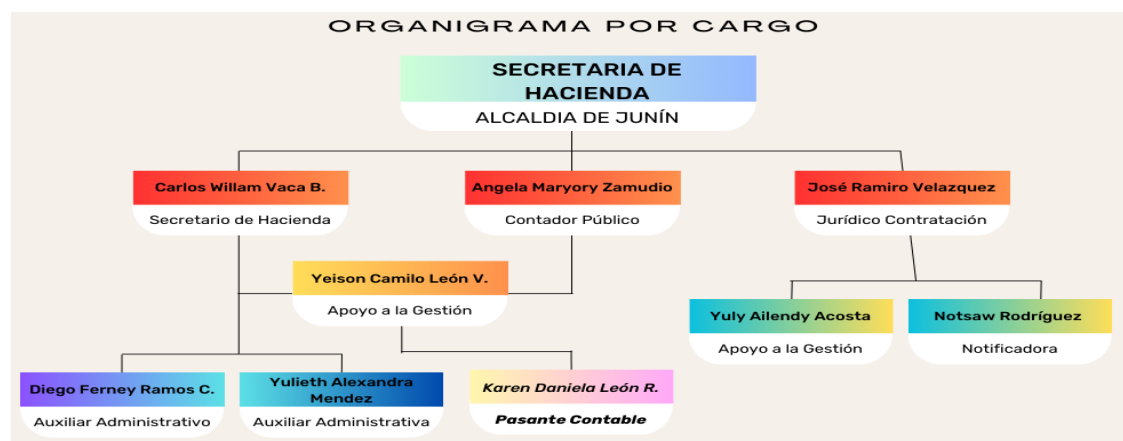 ORGANIGRAMA POR CARGO
SECRETARIA DE
HACIENDA
ALCALDIA DE JUNÍN
Carlos Willam Vaca B.
Secretario de Hacienda
Angela Maryory Zamudio
Contador Público
José Ramiro Velazquez
Jurídico Contratación
Yeison Camilo León V.
Apoyo a la Gestión
Yuly Ailendy Acosta
Apoyo a la Gestión
Notsaw Rodríguez
Notificadora
Diego Ferney Ramos C.
Auxiliar Administrativo
Yulieth Alexandra
Mendez
Auxiliar Administrativa
Karen Daniela León R.
Pasante Contable